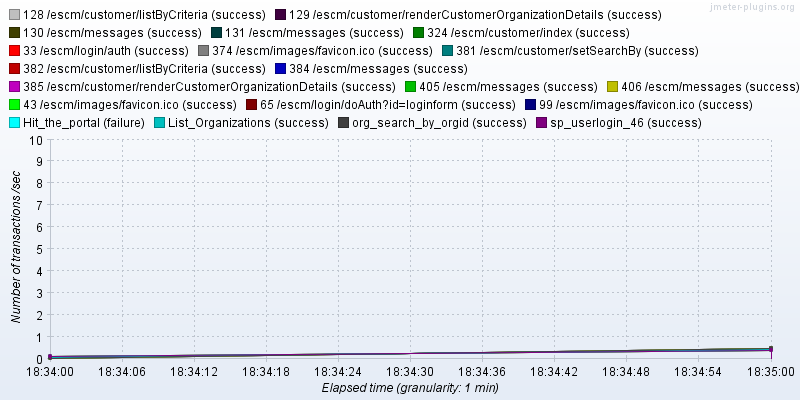 jmeter-plugins.org
128 /escm/customer/listByCriteria (success) 129 /escm/customer/renderCustomerOrganizationDetails (success)
130 /escm/messages (success) 131 /escm/messages (success) 324 /escm/customer/index (success)
33 /escm/login/auth (success) 374 /escm/images/favicon.ico (success) 381 /escm/customer/setSearchBy (success)
382 /escm/customer/listByCriteria (success) 384 /escm/messages (success)
385 /escm/customer/renderCustomerOrganizationDetails (success) 405 /escm/messages (success) 406 /escm/messages (success)
43 /escm/images/favicon.ico (success) 65 /escm/login/doAuth?id=loginform (success) 99 /escm/images/favicon.ico (success)
Hit_the_portal (failure) List_Organizations (success) org_search_by_orgid (success) sp_userlogin_46 (success)
Number of transactions /sec
10
9
8
7
6
5
4
3
2
1
0
18:34:00 18:34:06 18:34:12 18:34:18 18:34:24 18:34:30 18:34:36 18:34:42 18:34:48 18:34:54 18:35:00
Elapsed time (granularity: 1 min)